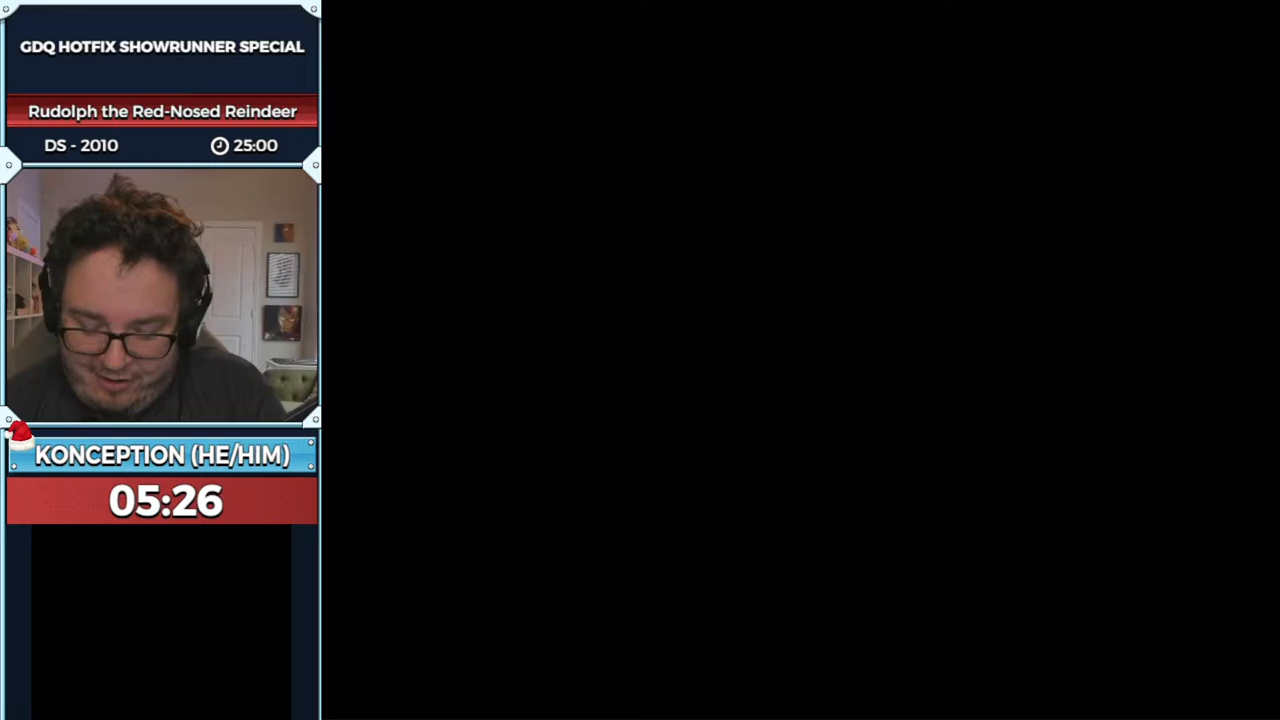 GDQ HOTFIX SHOWRUNNER SPECIAL
Rudolph the Red-Nosed Reindeer
DS - 2010 25:00
KONCEPTION (HE/HIM)
05:26